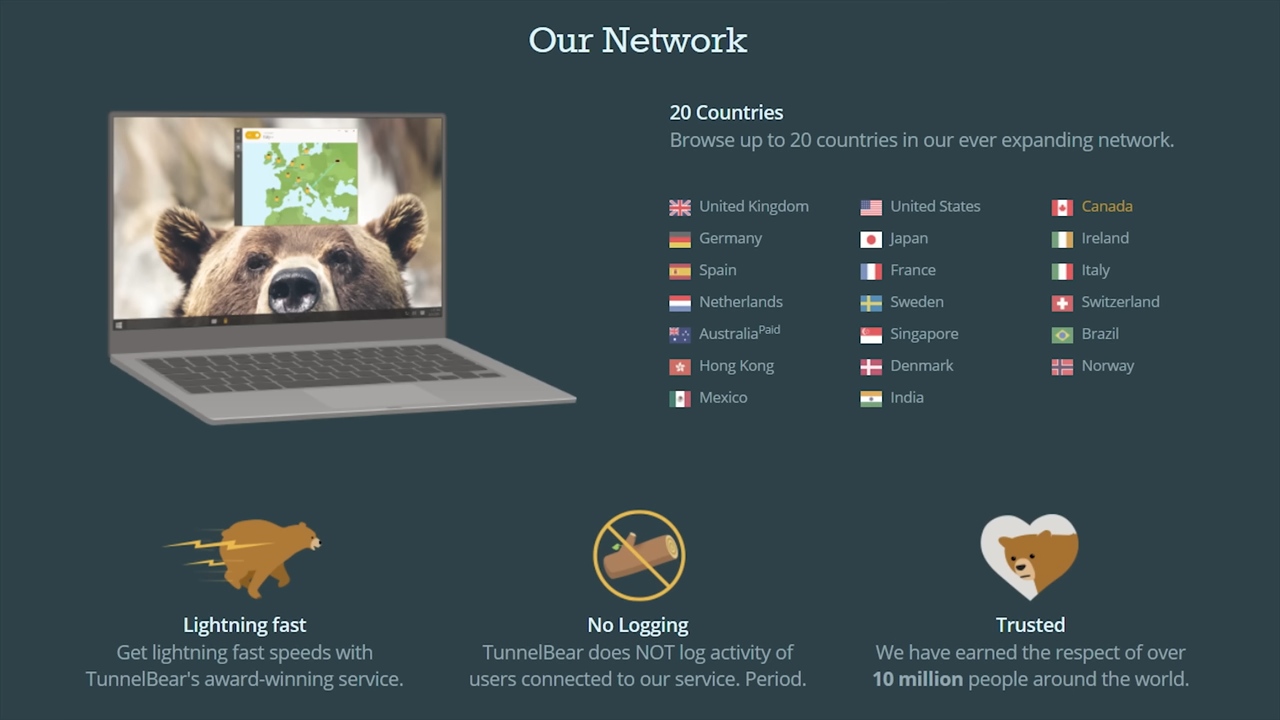 Our Network
20 Countries
Browse up to 20 countries in our ever expanding network.
United Kingdom United States Canada
Germany Japan Ireland
Spain France Italy
Netherlands Sweden Switzerland
AustraliaPaid Singapore Brazil
Hong Kong Denmark Norway
Mexico India
Lightning fast
Get lightning fast speeds with
TunnelBear's award-winning service.
No Logging
TunnelBear does NOT log activity of
users connected to our service. Period.
Trusted
We have earned the respect of over
10 million people around the world.